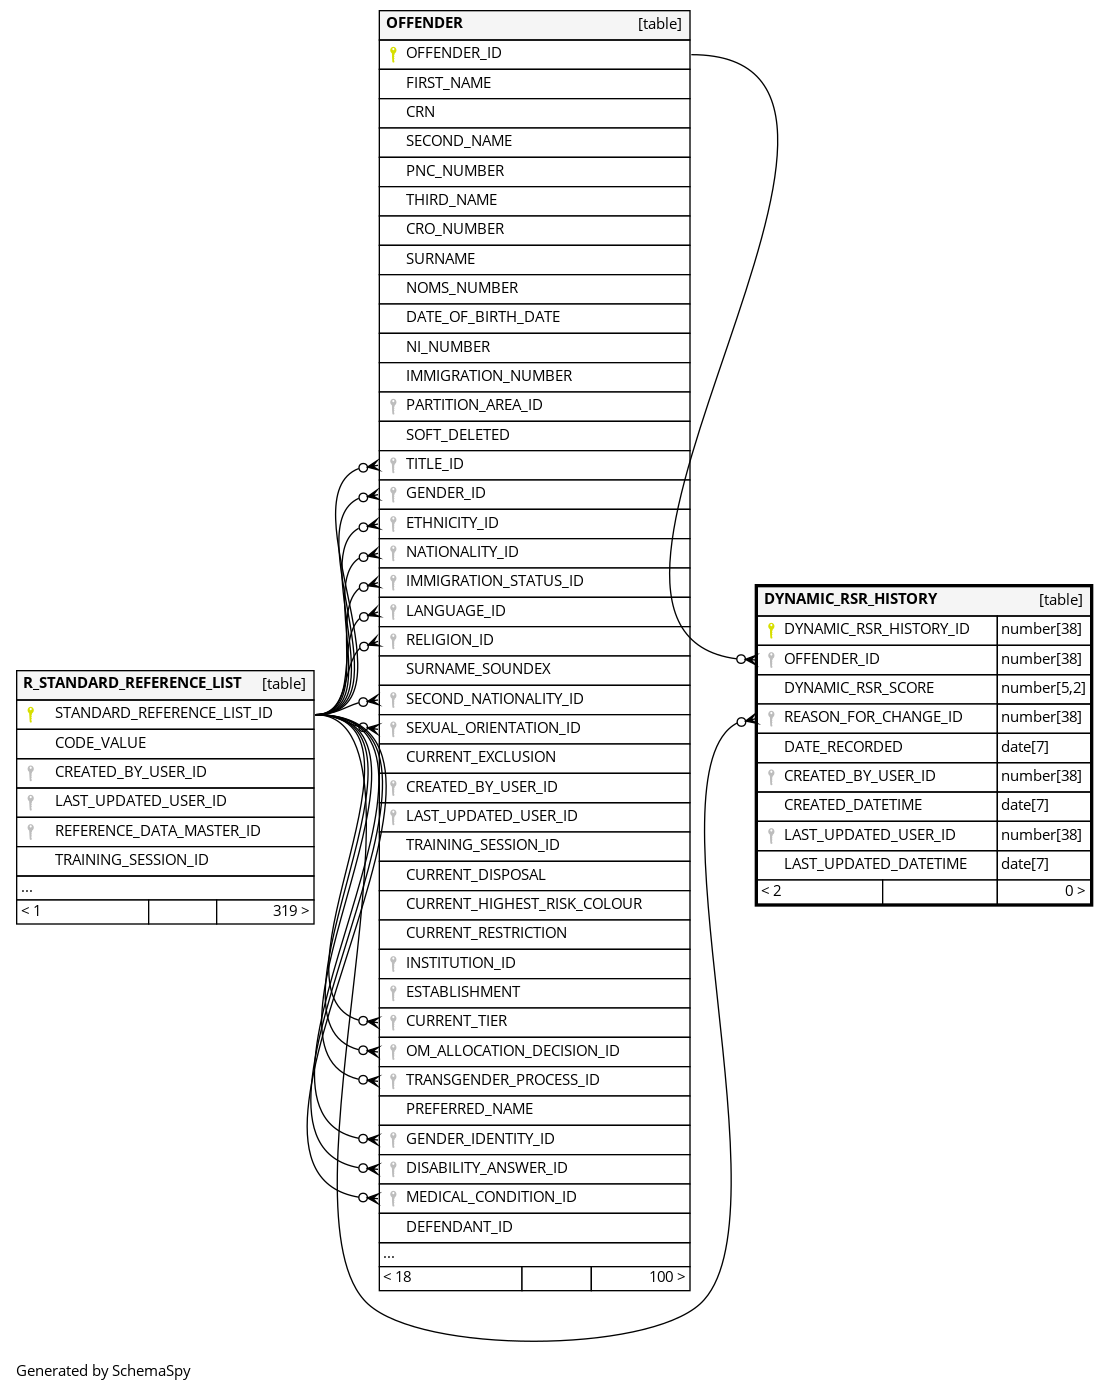 OFFENDER [table]
OFFENDER_ID
FIRST_NAME
CRN
SECOND_NAME
PNC_NUMBER
THIRD_NAME
CRO_NUMBER
SURNAME
NOMS_NUMBER
DATE_OF_BIRTH_DATE
NI_NUMBER
IMMIGRATION_NUMBER
PARTITION_AREA_ID
SOFT_DELETED
TITLE_ID
GENDER_ID
ETHNICITY_ID
NATIONALITY_ID
IMMIGRATION_STATUS_ID
LANGUAGE_ID
RELIGION_ID
SURNAME_SOUNDEX
SECOND_NATIONALITY_ID
SEXUAL_ORIENTATION_ID
CURRENT_EXCLUSION
CREATED_BY_USER_ID
LAST_UPDATED_USER_ID
TRAINING_SESSION_ID
CURRENT_DISPOSAL
CURRENT_HIGHEST_RISK_COLOUR
CURRENT_RESTRICTION
INSTITUTION_ID
ESTABLISHMENT
CURRENT_TIER
OM_ALLOCATION_DECISION_ID
TRANSGENDER_PROCESS_ID
PREFERRED_NAME
GENDER_IDENTITY_ID
DISABILITY_ANSWER_ID
MEDICAL_CONDITION_ID
DEFENDANT_ID
...
< 18 100 >
R_STANDARD_REFERENCE_LIST [table]
STANDARD_REFERENCE_LIST_ID
CODE_VALUE
CREATED_BY_USER_ID
LAST_UPDATED_USER_ID
REFERENCE_DATA_MASTER_ID
TRAINING_SESSION_ID
...
< 1 319 >
DYNAMIC_RSR_HISTORY [table]
DYNAMIC_RSR_HISTORY_ID number[38]
OFFENDER_ID number[38]
DYNAMIC_RSR_SCORE number[5,2]
REASON_FOR_CHANGE_ID number[38]
DATE_RECORDED date[7]
CREATED_BY_USER_ID number[38]
CREATED_DATETIME date[7]
LAST_UPDATED_USER_ID number[38]
LAST_UPDATED_DATETIME date[7]
< 2 0 >
Generated by SchemaSpy